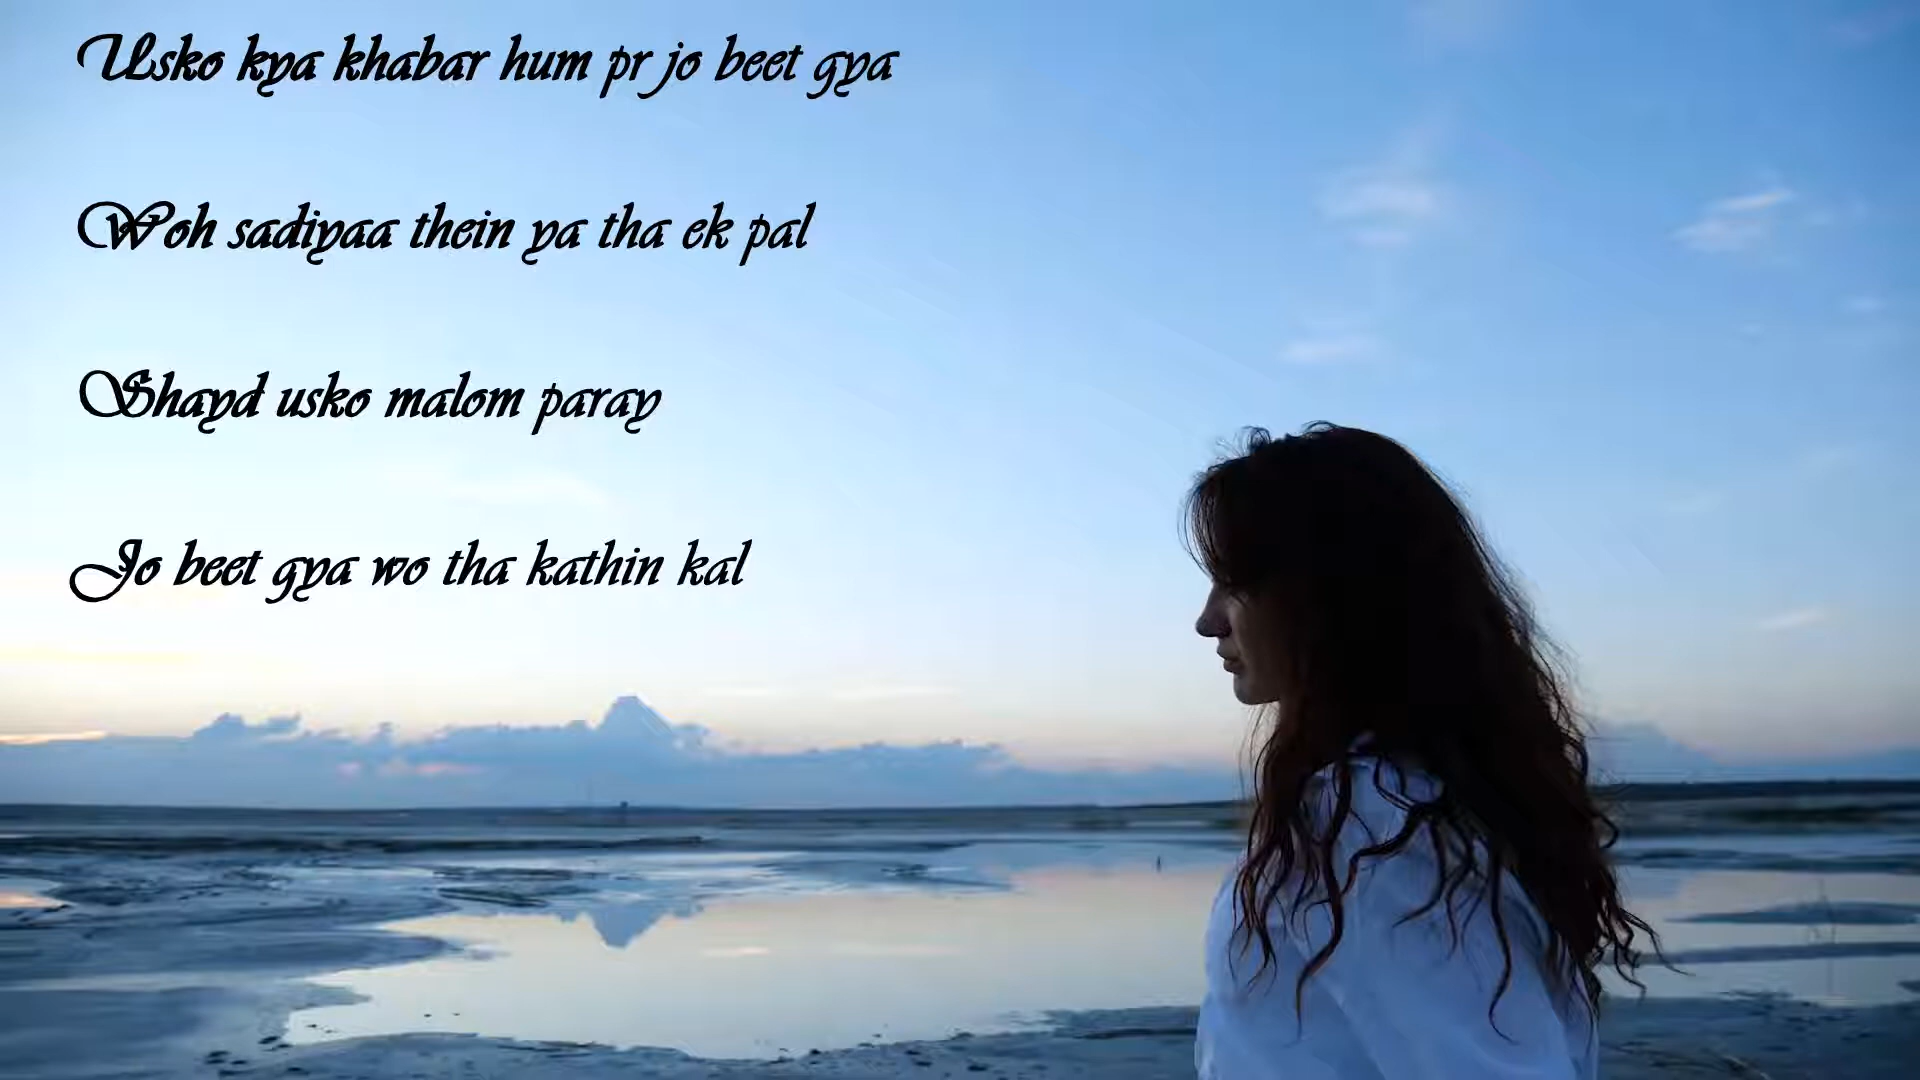 Usko kya khabar hum pr jo beet gya
Woh sadiyaa thein ya tha ek pal
Shayd usko malom paray
Jo beet gya wo tha kathin kal